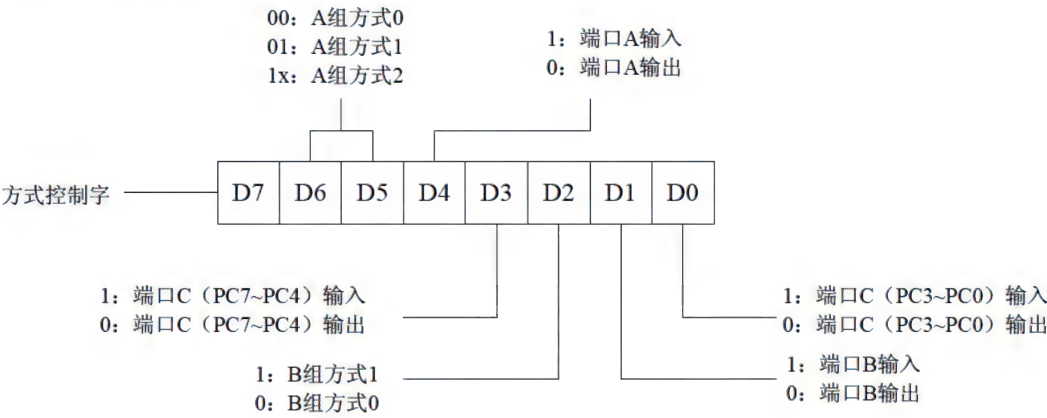 00：A组方式0
01：A组方式1
1x：A组方式2
1：端口A输入
0：端口A输出
方式控制字
D7 D6 D5 D4 D3 D2 D1 D0
1：端口C（PC7~PC4）输入
0：端口C（PC7~PC4）输出
1：端口C（PC3~PC0）输入
0：端口C（PC3~PC0）输出
1：B组方式1
0：B组方式0
1：端口B输入
0：端口B输出